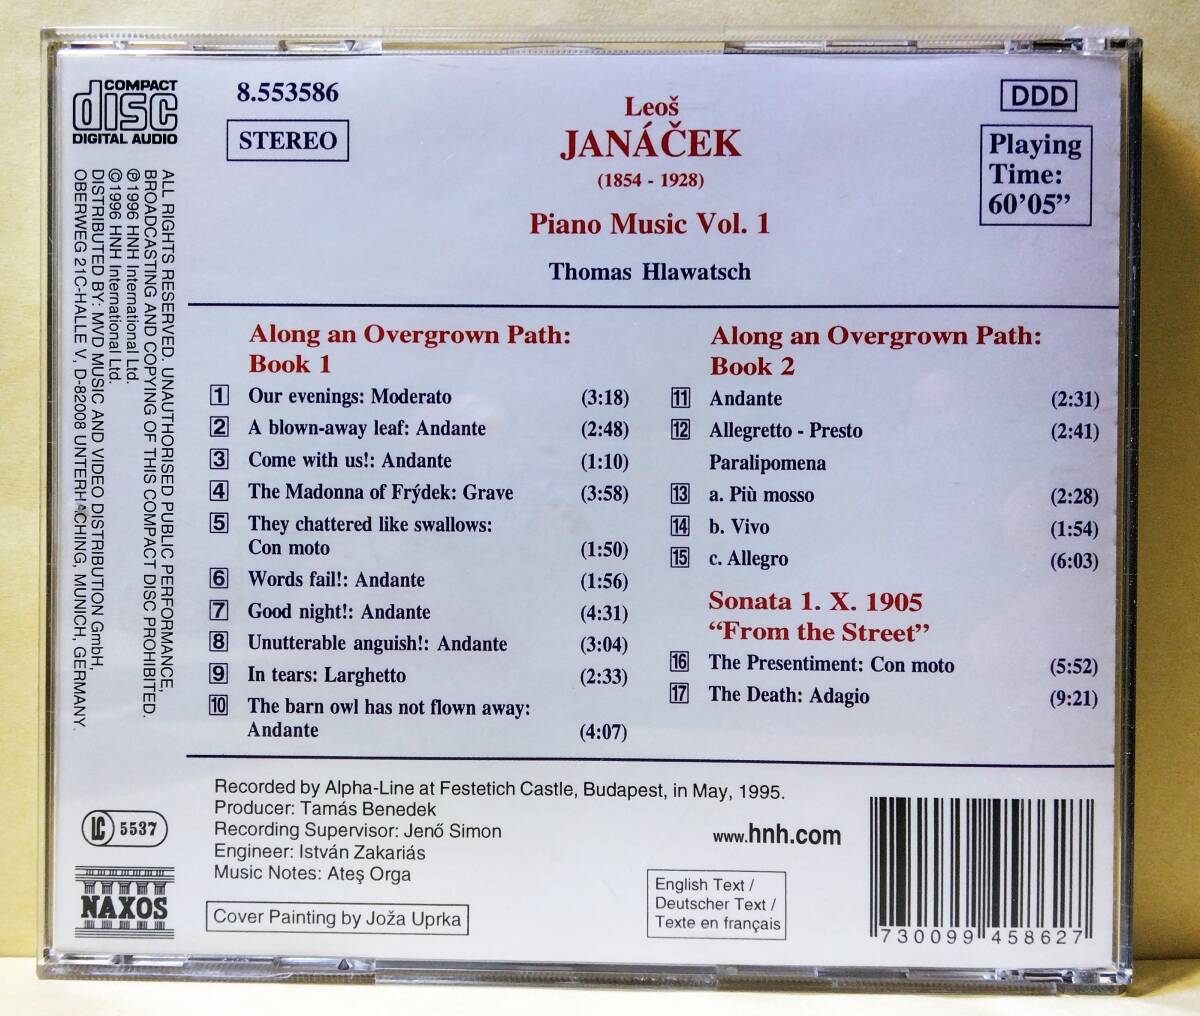 COMPACT
disc
DIGITAL AUDIO
8.553586
STEREO
Leoš
JANÁČEK
(1854 - 1928)
Piano Music Vol. 1
Thomas Hlawatsch
DDD
Playing
Time:
60’05”
ALL RIGHTS RESERVED. UNAUTHORISED PUBLIC PERFORMANCE,
BROADCASTING AND COPYING OF THIS COMPACT DISC PROHIBITED.
℗1996 HNH International Ltd.
©1996 HNH International Ltd.
DISTRIBUTED BY: MVD MUSIC AND VIDEO DISTRIBUTION GmbH,
OBERWEG 21C-HALLE V, D-82008 UNTERHACHING, MUNICH, GERMANY.
Along an Overgrown Path:
Book 1
1 Our evenings: Moderato (3:18)
2 A blown-away leaf: Andante (2:48)
3 Come with us!: Andante (1:10)
4 The Madonna of Frýdek: Grave (3:58)
5 They chattered like swallows:
Con moto (1:50)
6 Words fail!: Andante (1:56)
7 Good night!: Andante (4:31)
8 Unutterable anguish!: Andante (3:04)
9 In tears: Larghetto (2:33)
10 The barn owl has not flown away:
Andante (4:07)
Along an Overgrown Path:
Book 2
11 Andante (2:31)
12 Allegretto - Presto (2:41)
Paralipomena
13 a. Più mosso (2:28)
14 b. Vivo (1:54)
15 c. Allegro (6:03)
Sonata 1. X. 1905
“From the Street”
16 The Presentiment: Con moto (5:52)
17 The Death: Adagio (9:21)
Recorded by Alpha-Line at Festetich Castle, Budapest, in May, 1995.
Producer: Tamás Benedek
Recording Supervisor: Jenő Simon
Engineer: István Zakariás
Music Notes: Ateş Orga
Cover Painting by Joža Uprka
LC 5537
NAXOS
www.hnh.com
English Text /
Deutscher Text /
Texte en français
730099 458627